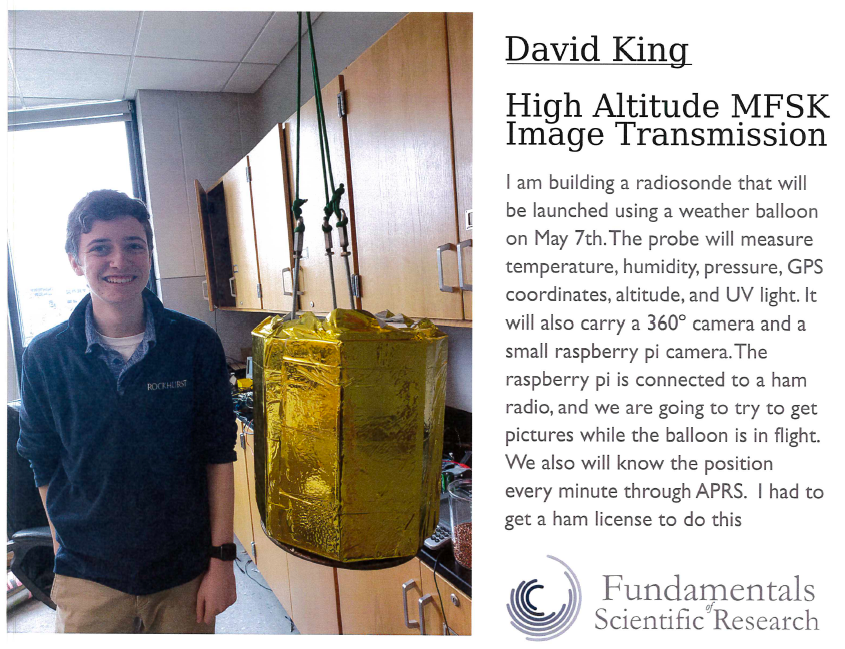 David King
High Altitude MFSK
Image Transmission
I am building a radiosonde that will
be launched using a weather balloon
on May 7th. The probe will measure
temperature, humidity, pressure, GPS
coordinates, altitude, and UV light. It
will also carry a 360º camera and a
small raspberry pi camera. The
raspberry pi is connected to a ham
radio, and we are going to try to get
pictures while the balloon is in flight.
We also will know the position
every minute through APRS. I had to
get a ham license to do this
ROCKHURST
Fundamentals
of
Scientific Research